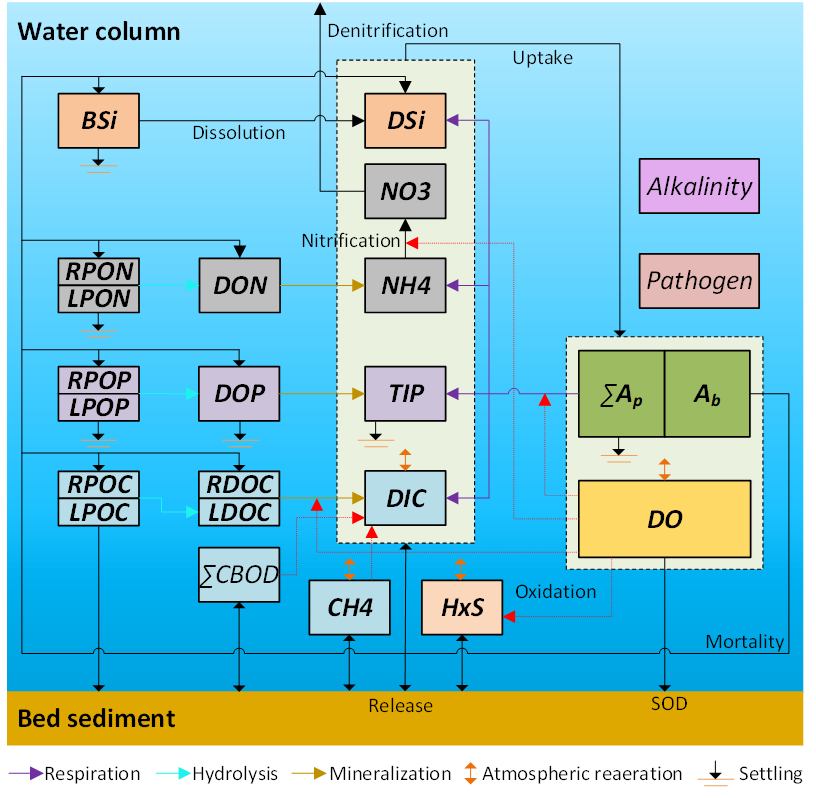 Water column
Denitrification
Uptake
BSi
Dissolution
DSi
NO3
Alkalinity
Nitrification
RPON
LPON
DON
NH4
Pathogen
RPOP
LPOP
DOP
TIP
∑Ap
Ab
RPOC
LPOC
RDOC
LDOC
DIC
DO
∑CBOD
CH4
HxS
Oxidation
Mortality
Release
SOD
Bed sediment
Respiration
Hydrolysis
Mineralization
Atmospheric reaeration
Settling